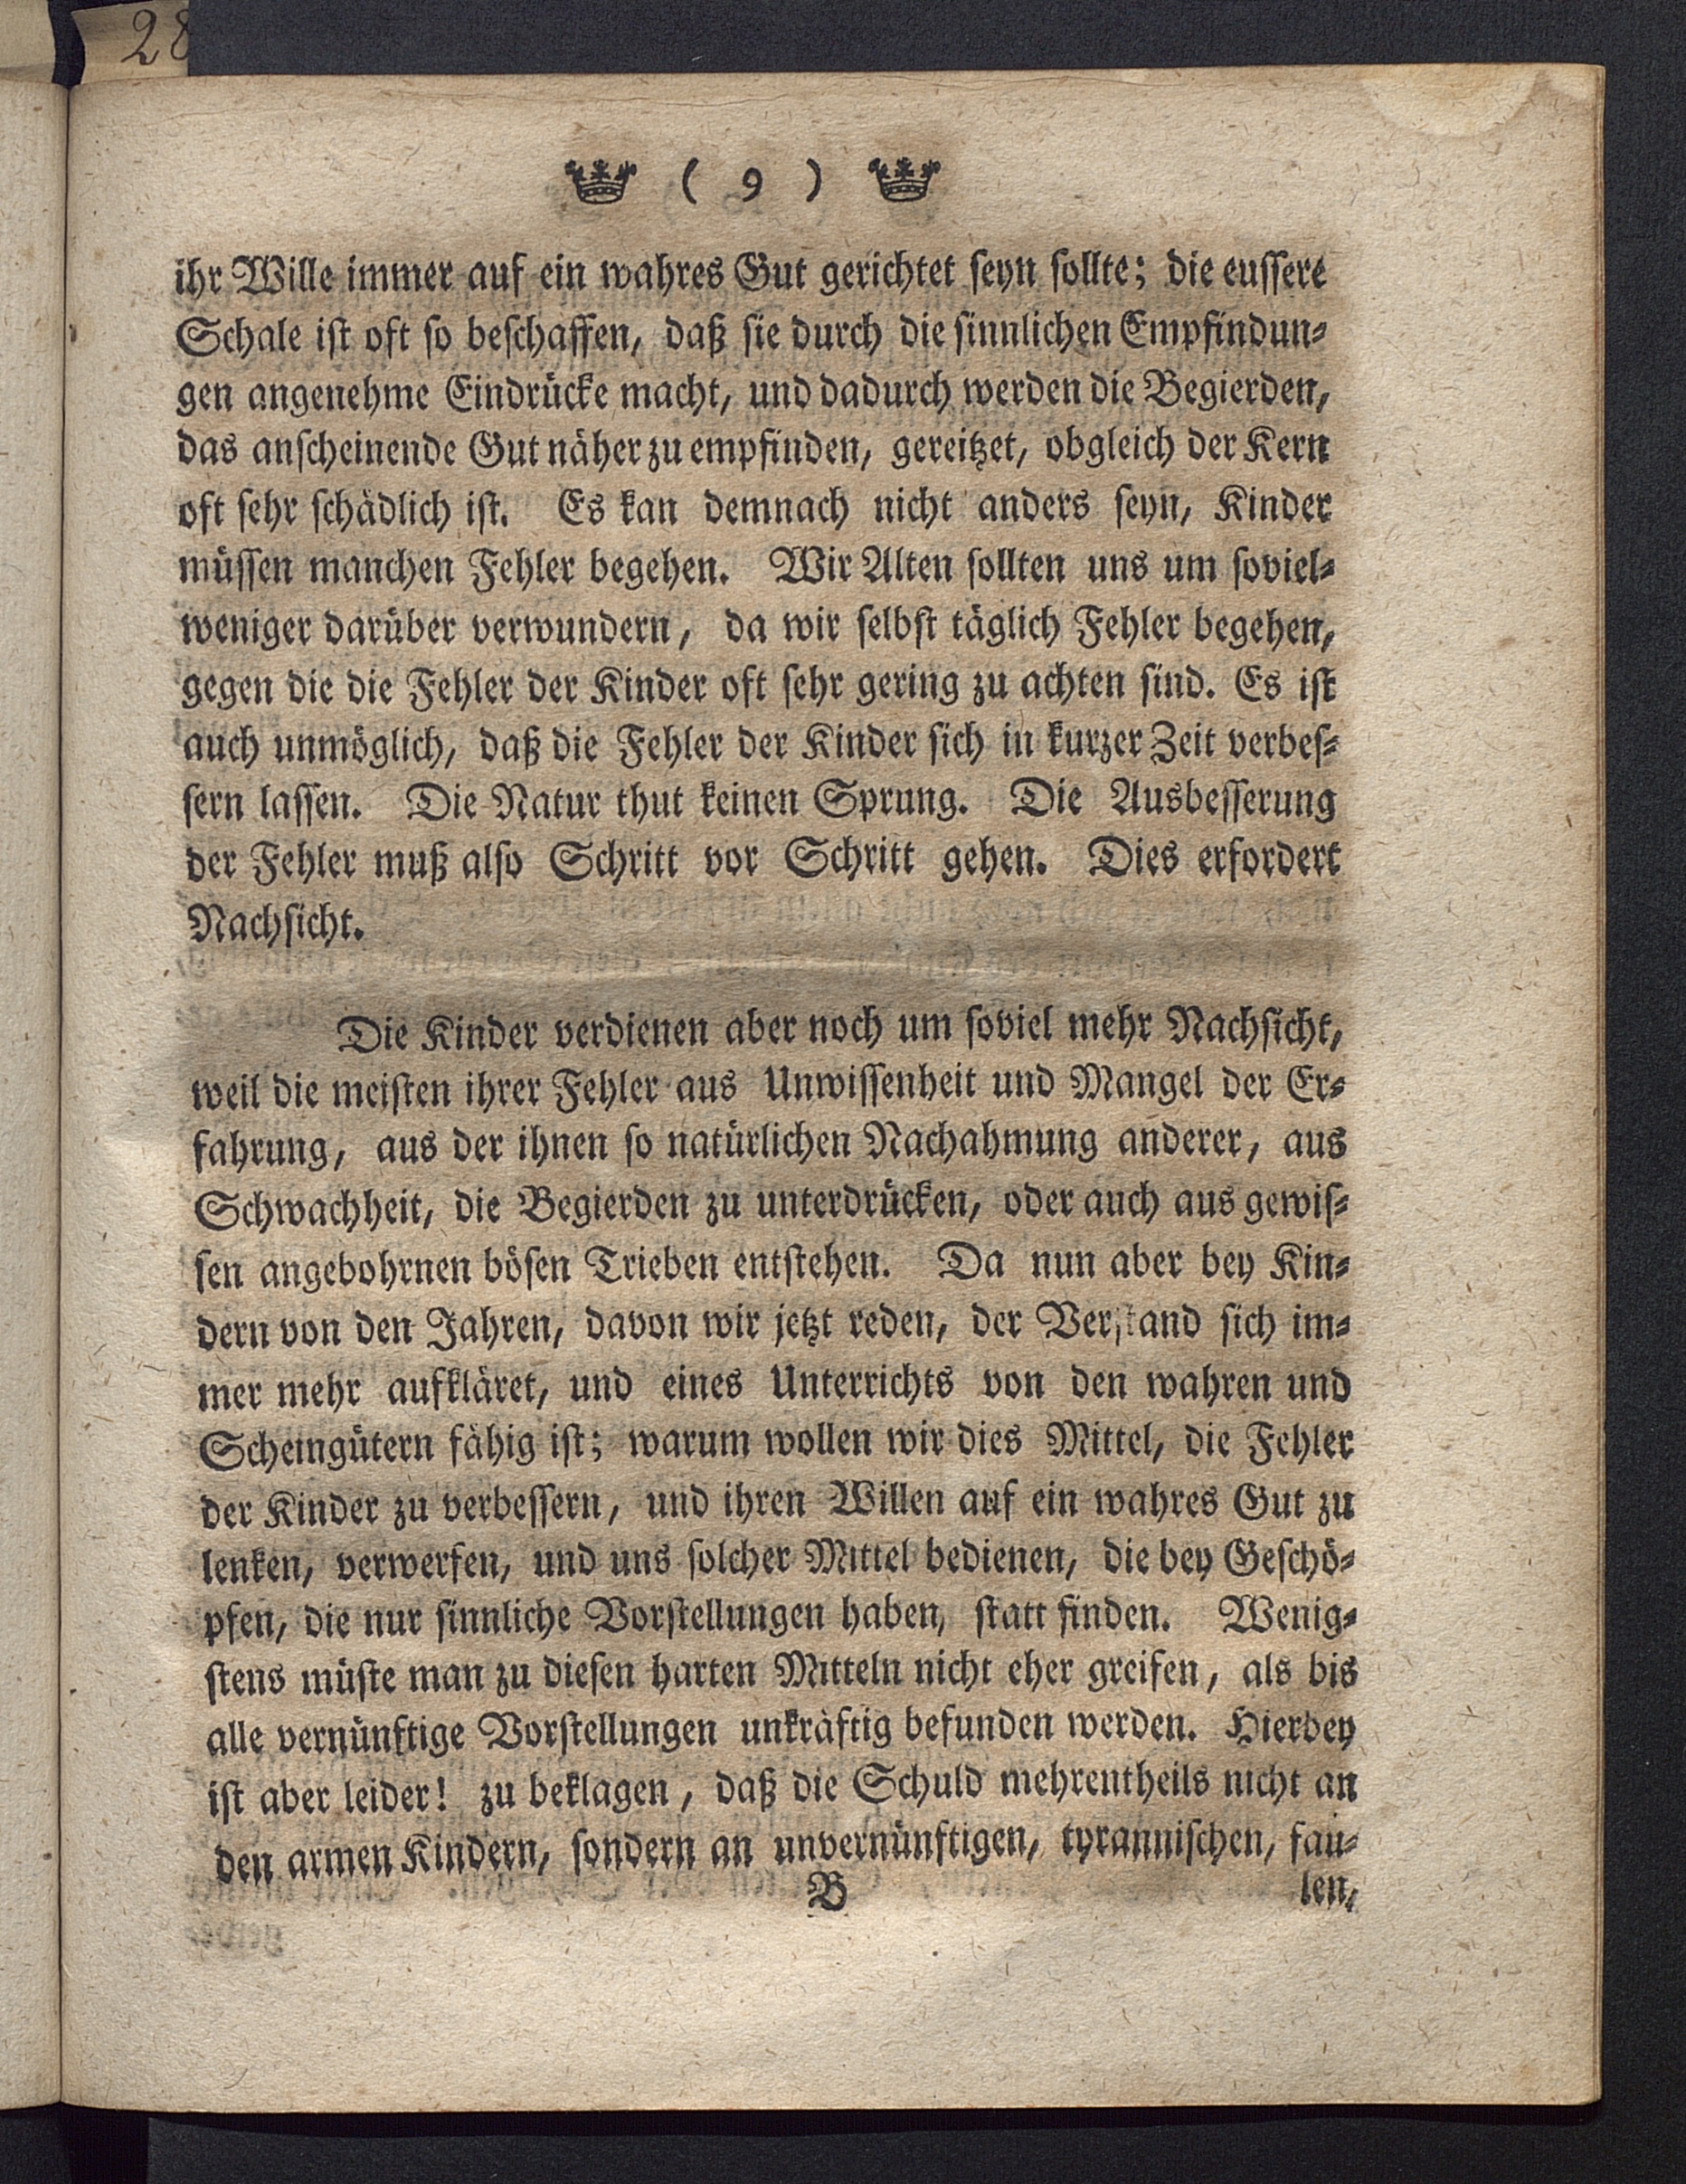 28
( 9 )
ihr Wille immer auf ein wahres Gut gerichtet seyn sollte; die eussere
Schale ist oft so beschaffen, daß sie durch die sinnlichen Empfindun-
gen angenehme Eindrücke macht, und dadurch werden die Begierden,
das anscheinende Gut näher zu empfinden, gereitzet, obgleich der Kern
oft sehr schädlich ist. Es kan demnach nicht anders seyn, Kinder
müssen manchen Fehler begehen. Wir Alten sollten uns um soviel-
weniger darüber verwundern, da wir selbst täglich Fehler begehen,
gegen die die Fehler der Kinder oft sehr gering zu achten sind. Es ist
auch unmöglich, daß die Fehler der Kinder sich in kurzer Zeit verbes-
sern lassen. Die Natur thut keinen Sprung. Die Ausbesserung
der Fehler muß also Schritt vor Schritt gehen. Dies erfordert
Nachsicht.
Die Kinder verdienen aber noch um soviel mehr Nachsicht,
weil die meisten ihrer Fehler aus Unwissenheit und Mangel der Er-
fahrung, aus der ihnen so natürlichen Nachahmung anderer, aus
Schwachheit, die Begierden zu unterdrücken, oder auch aus gewis-
sen angebohrnen bösen Trieben entstehen. Da nun aber bey Kin-
dern von den Jahren, davon wir jetzt reden, der Verstand sich im-
mer mehr aufkläret, und eines Unterrichts von den wahren und
Scheingütern fähig ist; warum wollen wir dies Mittel, die Fehler
der Kinder zu verbessern, und ihren Willen auf ein wahres Gut zu
lenken, verwerfen, und uns solcher Mittel bedienen, die bey Geschö-
pfen, die nur sinnliche Vorstellungen haben, statt finden. Wenig-
stens müste man zu diesen harten Mitteln nicht eher greifen, als bis
alle vernünftige Vorstellungen unkräftig befunden werden. Hierbey
ist aber leider! zu beklagen, daß die Schuld mehrentheils nicht an
den armen Kindern, sondern an unvernünftigen, tyrannischen, fau-
B len,